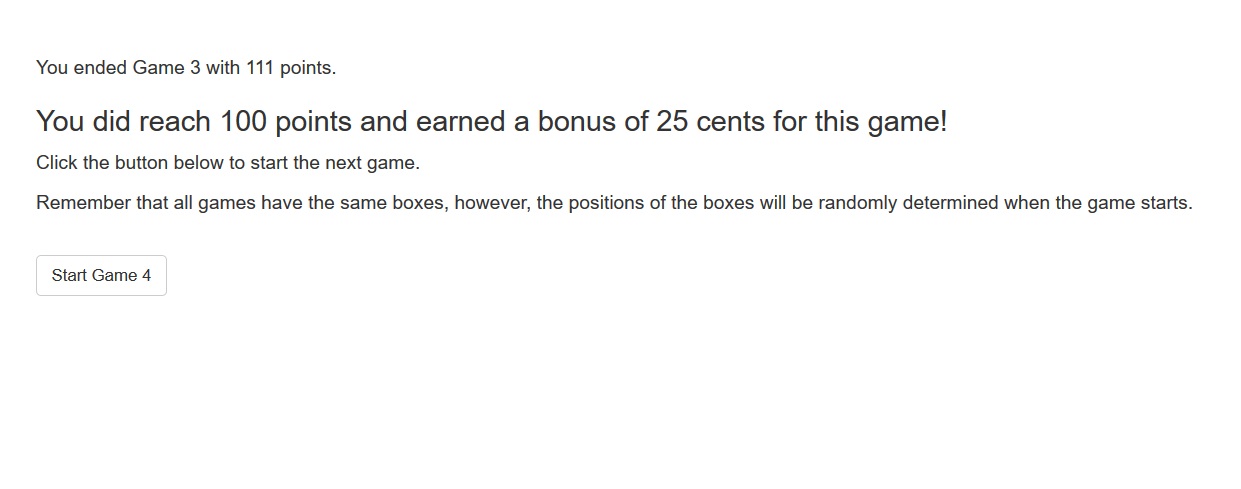 You ended Game 3 with 111 points.
You did reach 100 points and earned a bonus of 25 cents for this game!
Click the button below to start the next game.
Remember that all games have the same boxes, however, the positions of the boxes will be randomly determined when the game starts.
Start Game 4